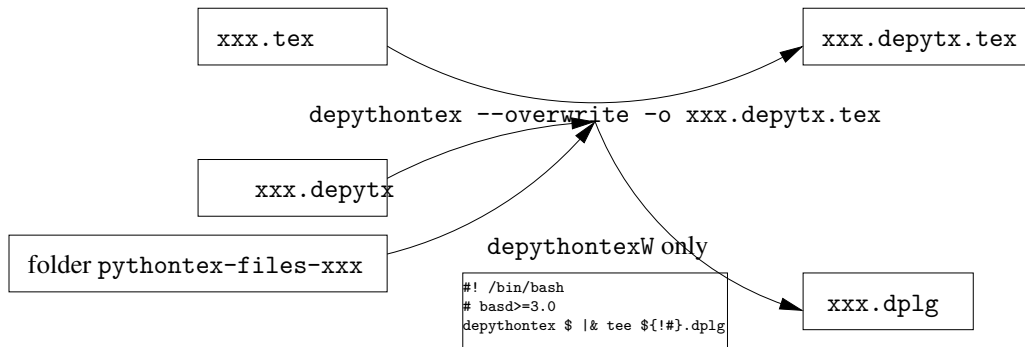 xxx.tex
xxx.depytx.tex
depythontex --overwrite -o xxx.depytx.tex
xxx.depytx
folder pythontex-files-xxx
depythontexW only
#! /bin/bash
# basd>=3.0
depythontex $ |& tee ${!#}.dplg
xxx.dplg